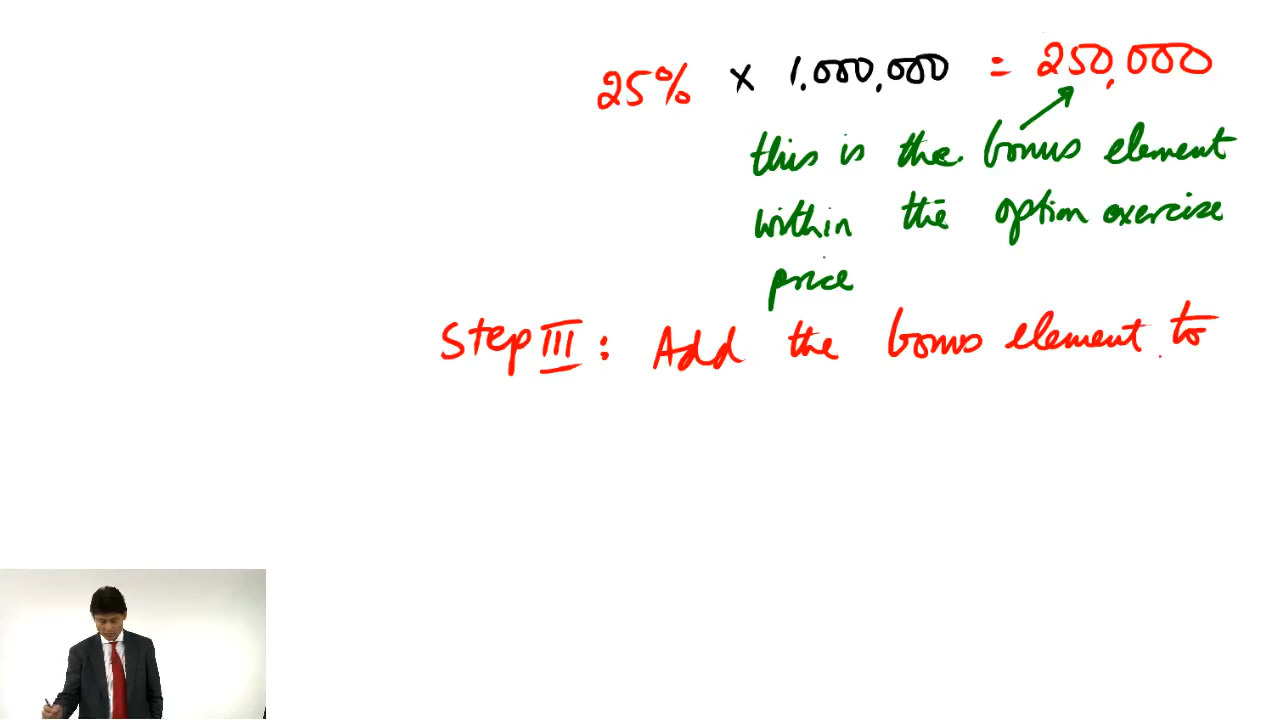 25% × 1.000,000 = 250,000
this is the bonus element
within the option exercise
price
Step III: Add the bonus element to